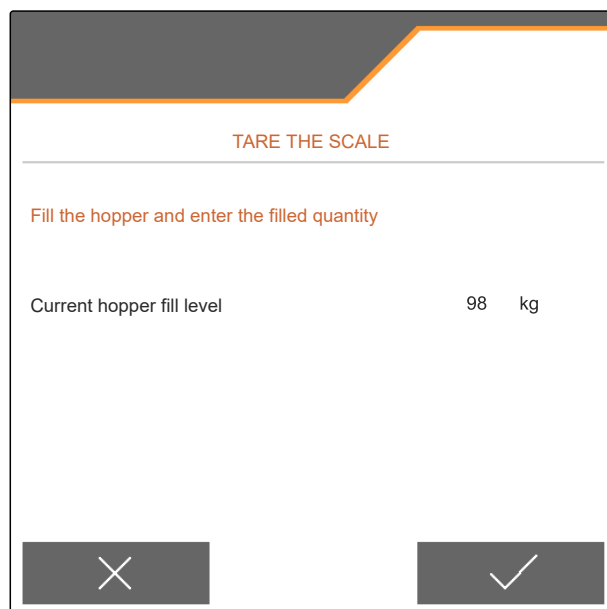 TARE THE SCALE
Fill the hopper and enter the filled quantity
Current hopper fill level 98 kg